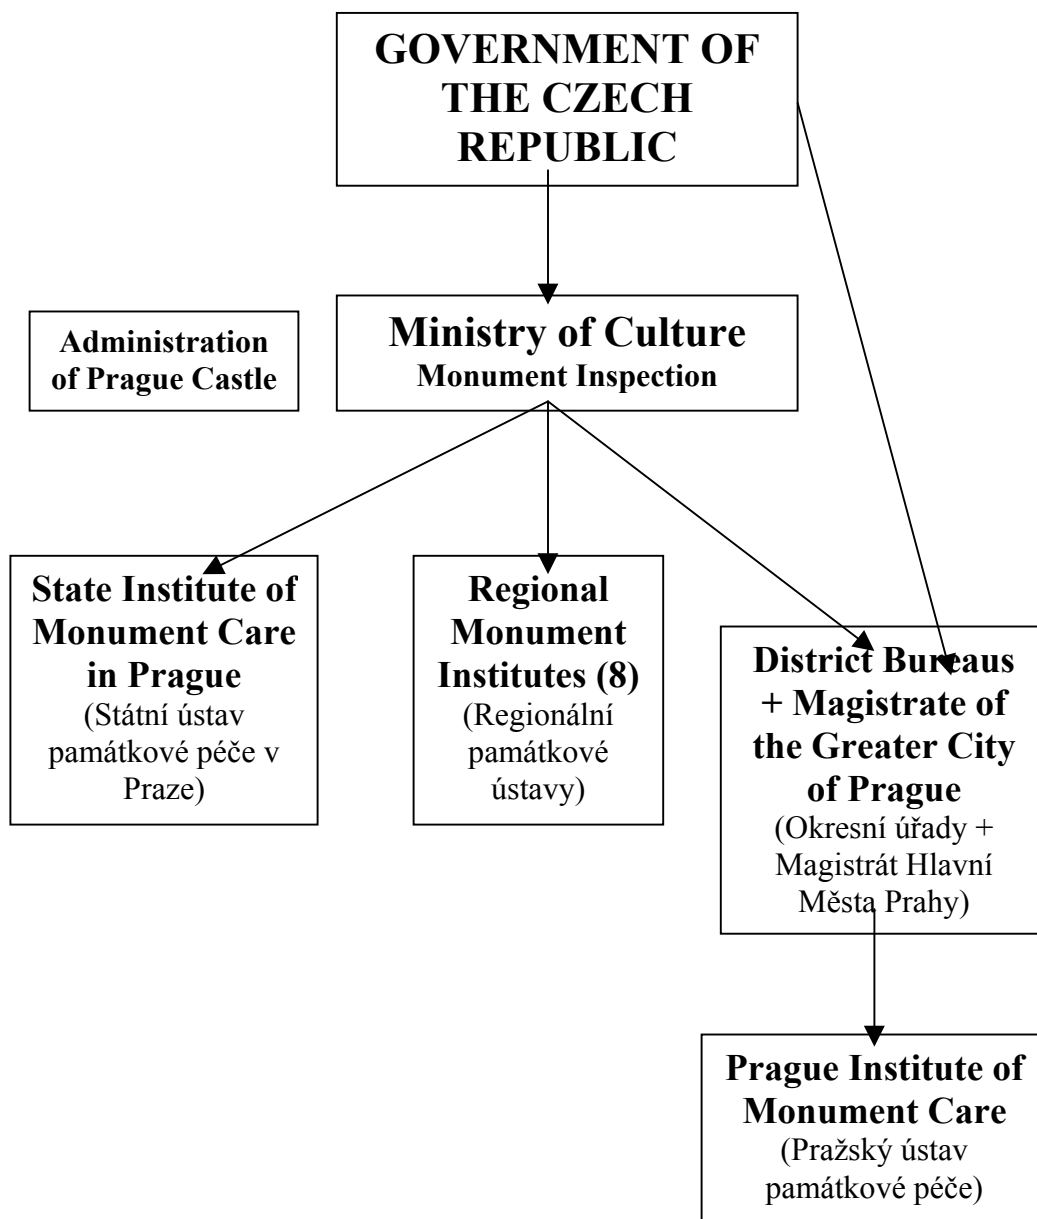 GOVERNMENT OF
THE CZECH
REPUBLIC
Administration
of Prague Castle
Ministry of Culture
Monument Inspection
State Institute of
Monument Care
in Prague
(Státní ústav
památkové péče v
Praze)
Regional
Monument
Institutes (8)
(Regionální
památkové
ústavy)
District Bureaus
+ Magistrate of
the Greater City
of Prague
(Okresní úřady +
Magistrát Hlavní
Města Prahy)
Prague Institute of
Monument Care
(Pražský ústav
památkové péče)